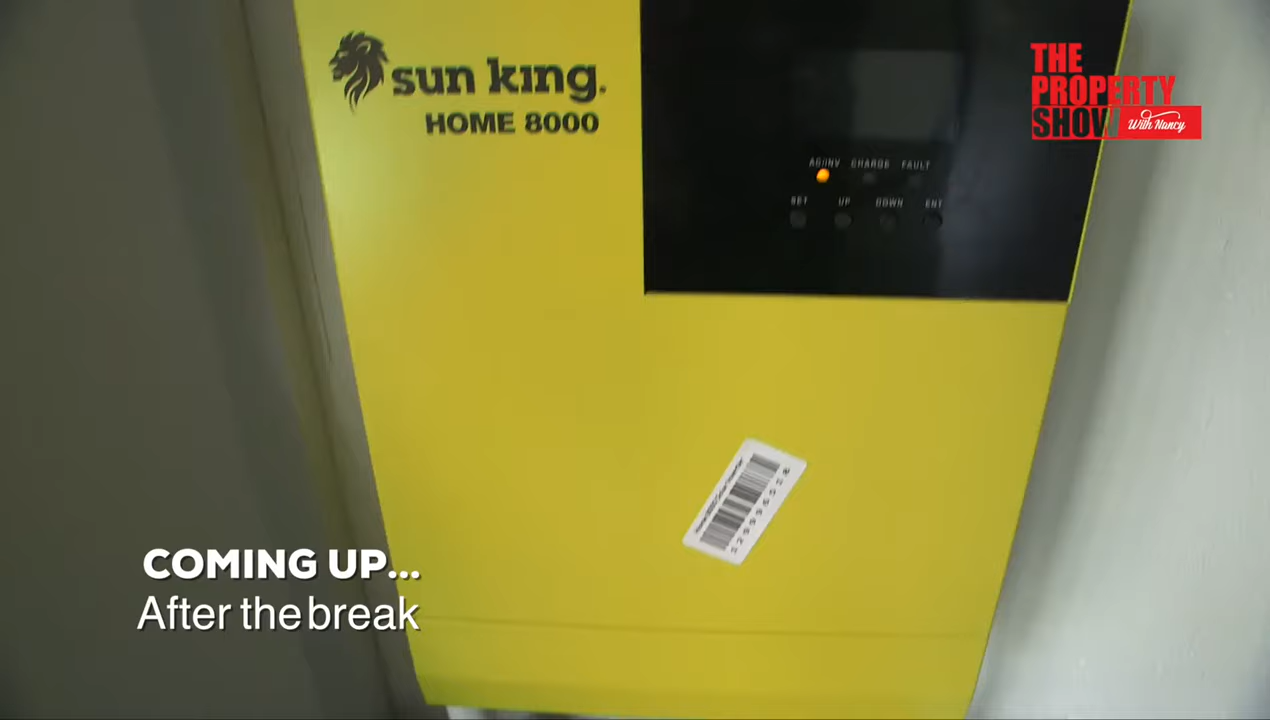 sun king.
HOME 8000
THE
PROPERTY
SHOW
With Nancy
AC/INV CHARGE FAULT
SET UP DOWN ENT
COMING UP...
After the break